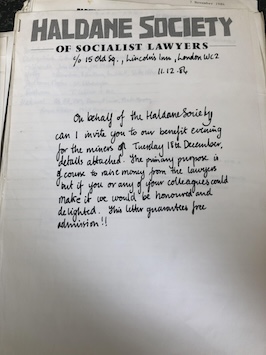 HALDANE SOCIETY
OF SOCIALIST LAWYERS
c/o 15 Old Sq., Lincoln's Inn, London WC2
11.12.84
On behalf of the Haldane Society
can I invite you to our benefit evening
for the miners on Tuesday 18th December,
details attached. The primary purpose is
of course to raise money from the lawyers
but if you or any of your colleagues could
make it we would be honoured and
delighted. This letter guarantees free
admission!!